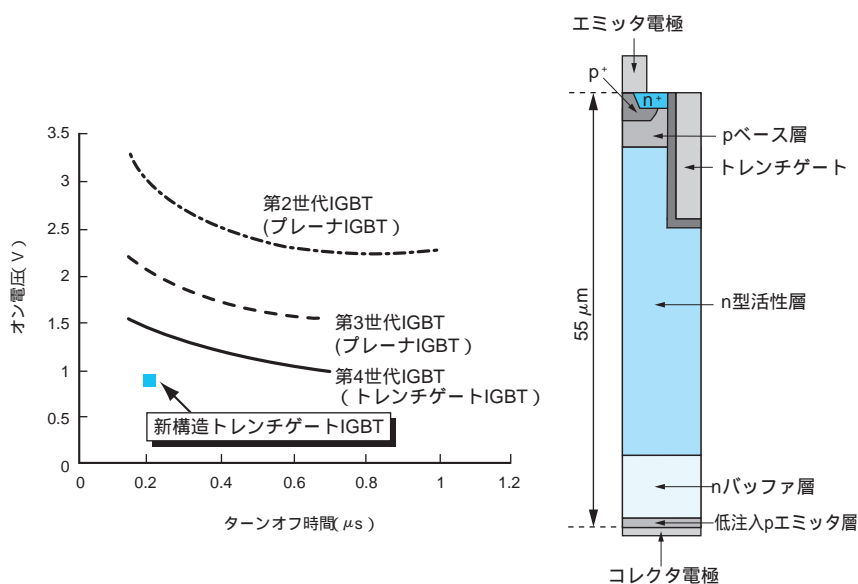 3.5
3
2.5
2
1.5
1
0.5
0
オン電圧(V)
0
0.2
0.4
0.6
0.8
1
1.2
ターンオフ時間(μs)
第2世代IGBT
(プレーナIGBT)
第3世代IGBT
(プレーナIGBT)
第4世代IGBT
(トレンチゲートIGBT)
新構造トレンチゲートIGBT
エミッタ電極
p+
n+
pベース層
トレンチゲート
n型活性層
55 μm
nバッファ層
低注入pエミッタ層
コレクタ電極